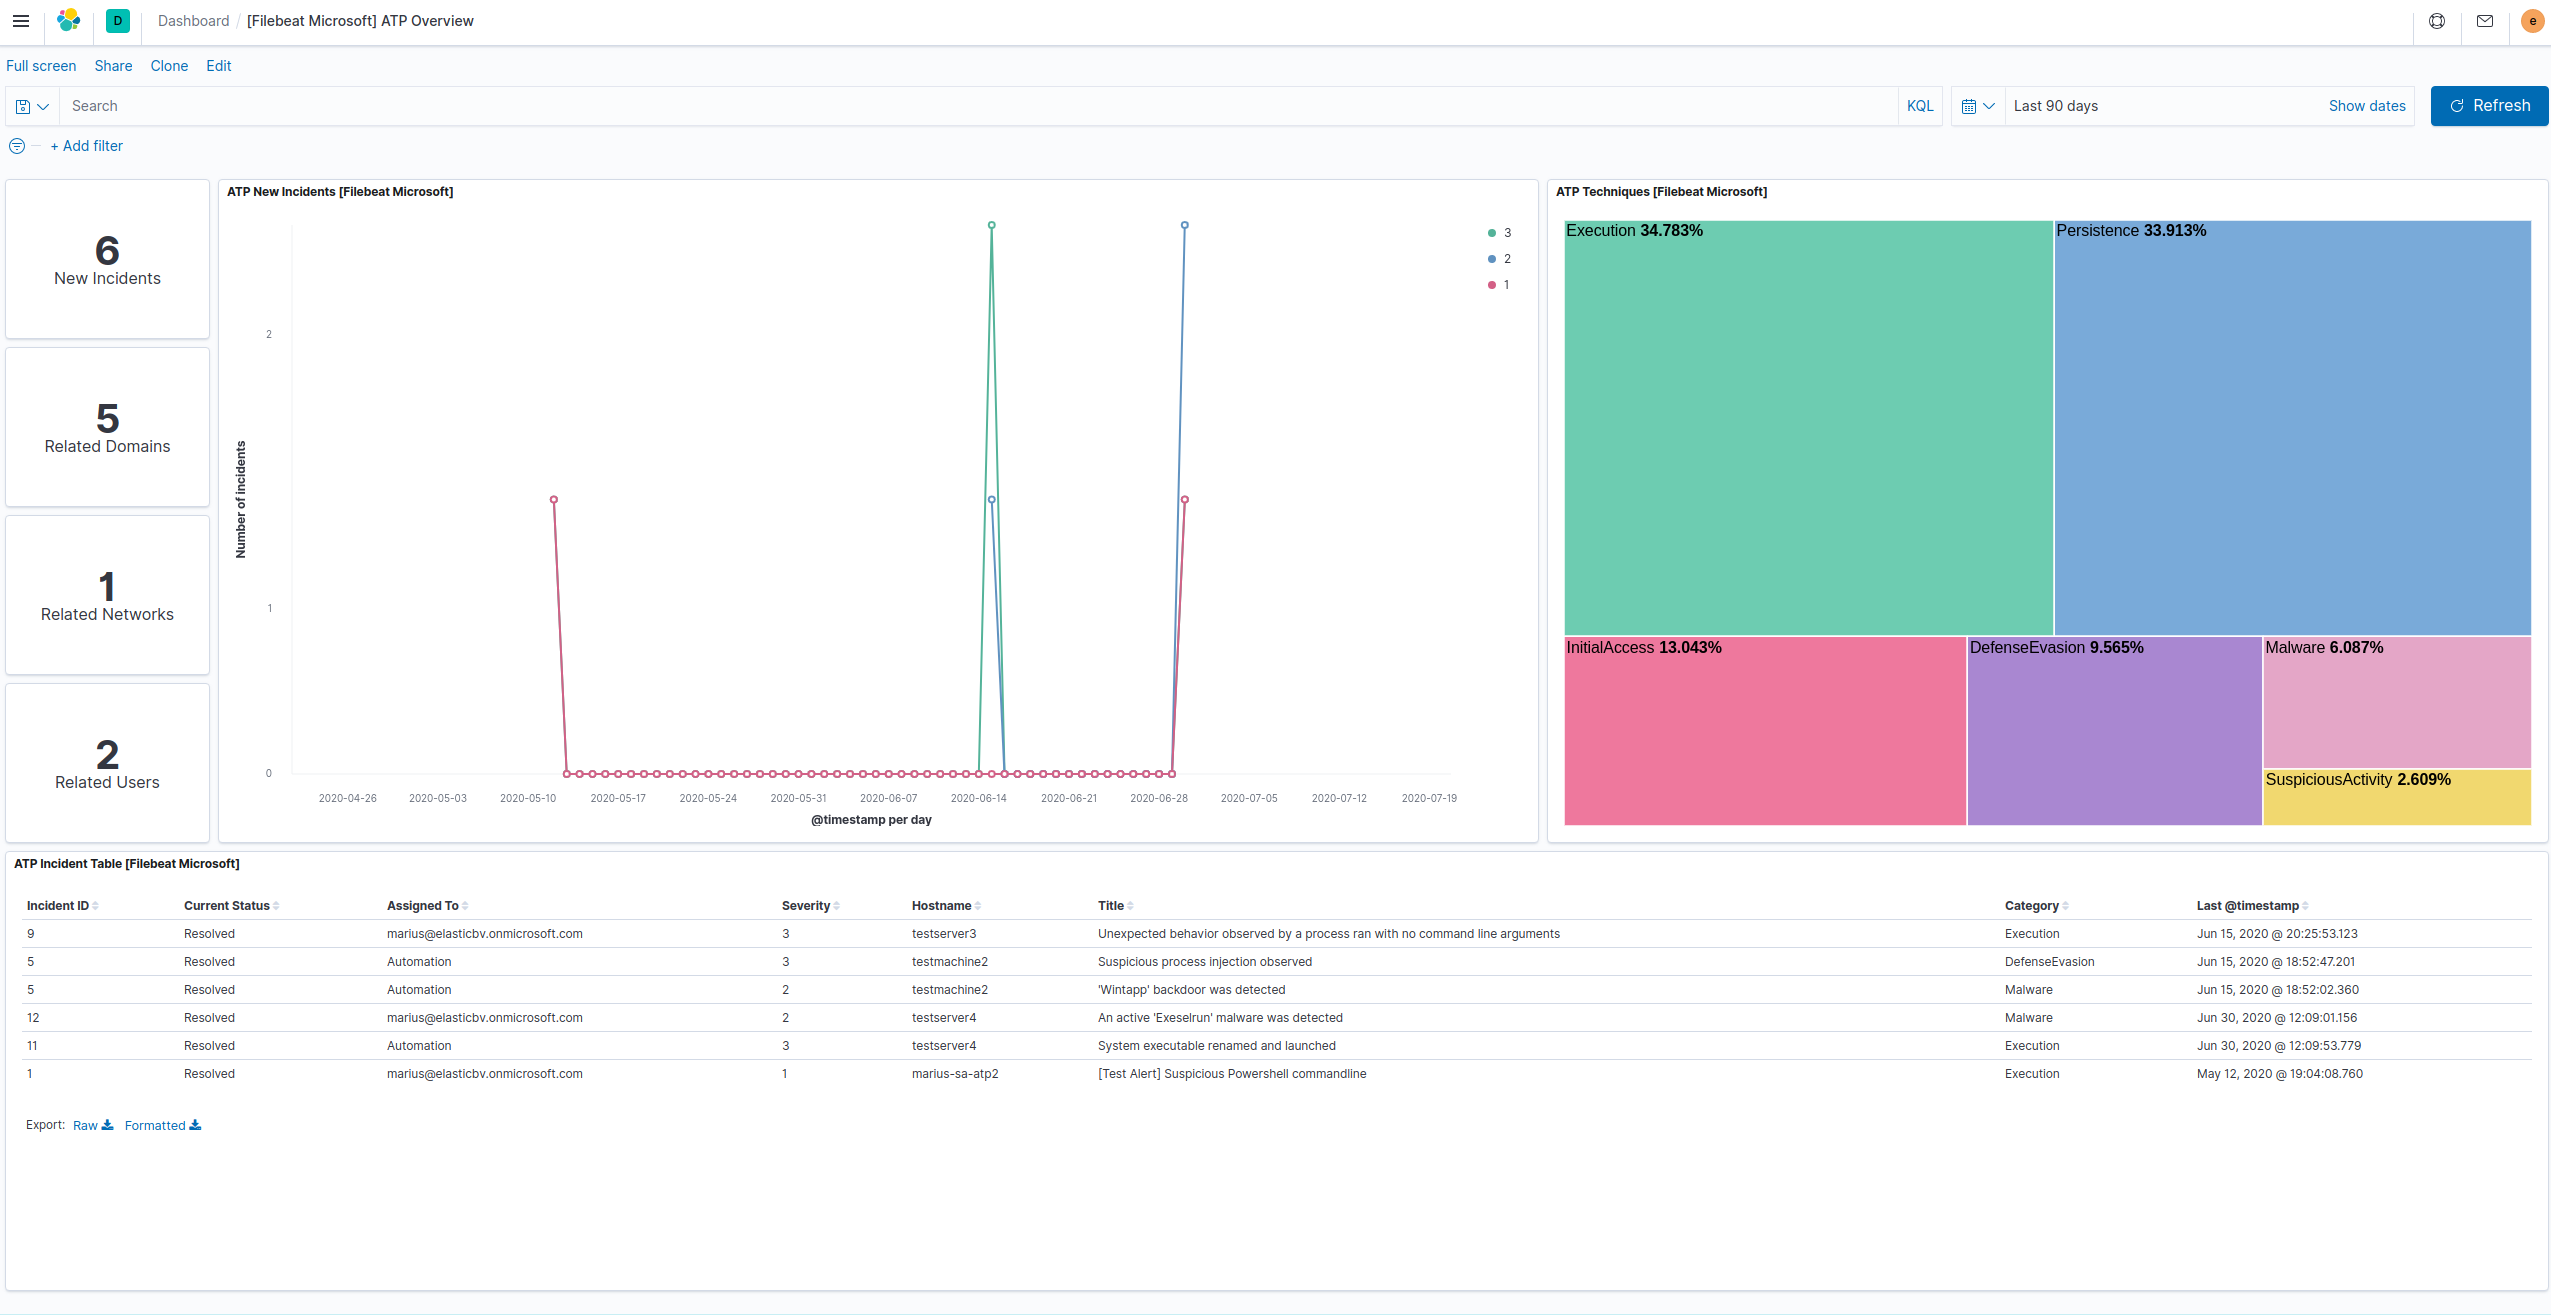 D Dashboard / [Filebeat Microsoft] ATP Overview e
Full screen Share Clone Edit
Search KQL Last 90 days Show dates Refresh
+ Add filter
6
New Incidents
5
Related Domains
1
Related Networks
2
Related Users
ATP New Incidents [Filebeat Microsoft]
3
2
1
Number of incidents
2
1
0
2020-04-26 2020-05-03 2020-05-10 2020-05-17 2020-05-24 2020-05-31 2020-06-07 2020-06-14 2020-06-21 2020-06-28 2020-07-05 2020-07-12 2020-07-19
@timestamp per day
ATP Techniques [Filebeat Microsoft]
Execution 34.783% Persistence 33.913%
InitialAccess 13.043% DefenseEvasion 9.565% Malware 6.087%
SuspiciousActivity 2.609%
ATP Incident Table [Filebeat Microsoft]
Incident ID Current Status Assigned To Severity Hostname Title Category Last @timestamp
9 Resolved marius@elasticbv.onmicrosoft.com 3 testserver3 Unexpected behavior observed by a process ran with no command line arguments Execution Jun 15, 2020 @ 20:25:53.123
5 Resolved Automation 3 testmachine2 Suspicious process injection observed DefenseEvasion Jun 15, 2020 @ 18:52:47.201
5 Resolved Automation 2 testmachine2 'Wintapp' backdoor was detected Malware Jun 15, 2020 @ 18:52:02.360
12 Resolved marius@elasticbv.onmicrosoft.com 2 testserver4 An active 'Exeselrun' malware was detected Malware Jun 30, 2020 @ 12:09:01.156
11 Resolved Automation 3 testserver4 System executable renamed and launched Execution Jun 30, 2020 @ 12:09:53.779
1 Resolved marius@elasticbv.onmicrosoft.com 1 marius-sa-atp2 [Test Alert] Suspicious Powershell commandline Execution May 12, 2020 @ 19:04:08.760
Export: Raw Formatted